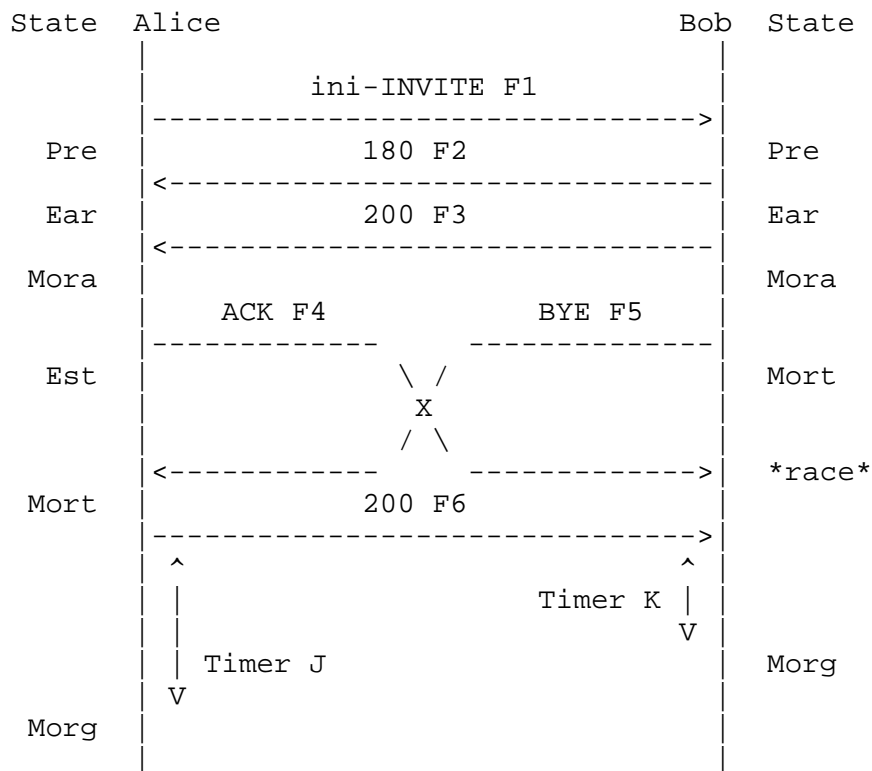 State Alice Bob State
ini-INVITE F1
Pre 180 F2 Pre
Ear 200 F3 Ear
Mora Mora
ACK F4 BYE F5
Est Mort
X
*race*
Mort 200 F6
Timer K
V
Timer J Morg
V
Morg